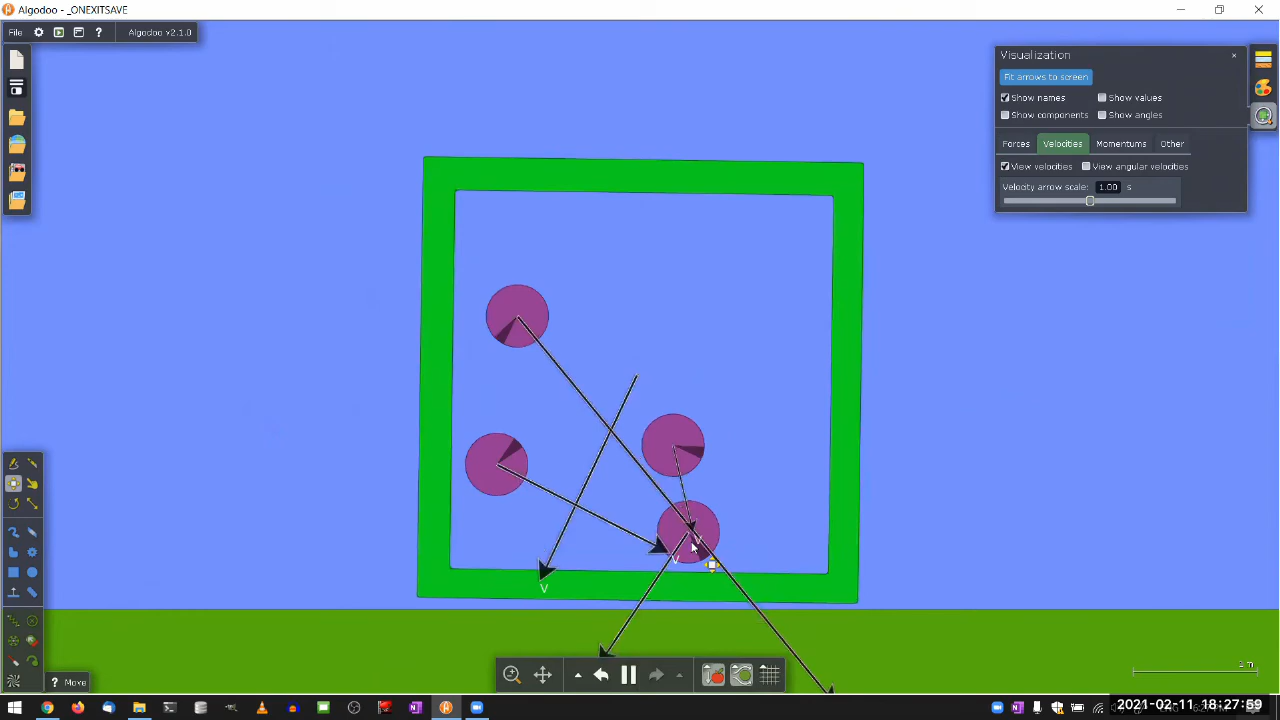 Algodoo - _ONEXITSAVE
File ? Algodoo v2.1.0
Visualization ×
Fit arrows to screen
Show names Show values
Show components Show angles
Forces Velocities Momentums Other
View velocities View angular velocities
Velocity arrow scale: 1.00 s
V
V
V
? Move
1 m
2021-02-11 18:27:59